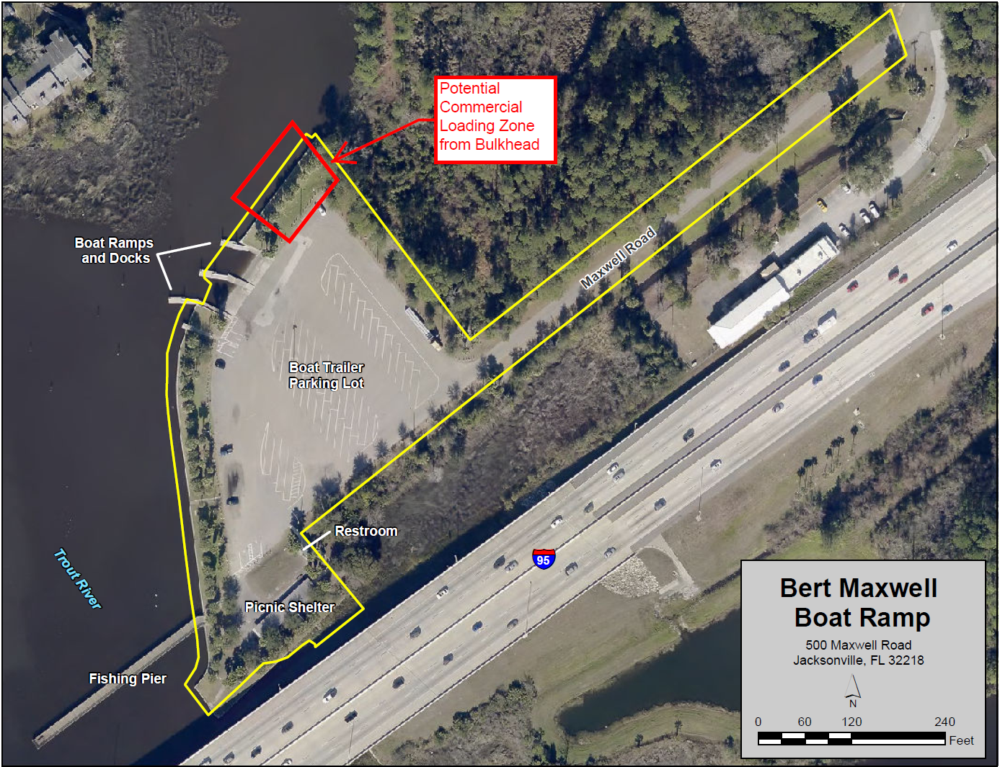 Potential
Commercial
Loading Zone
from Bulkhead
Boat Ramps
and Docks
Maxwell Road
Boat Trailer
Parking Lot
Restroom
95
Trout River
Picnic Shelter
Fishing Pier
Bert Maxwell
Boat Ramp
500 Maxwell Road
Jacksonville, FL 32218
N
0 60 120 240
Feet